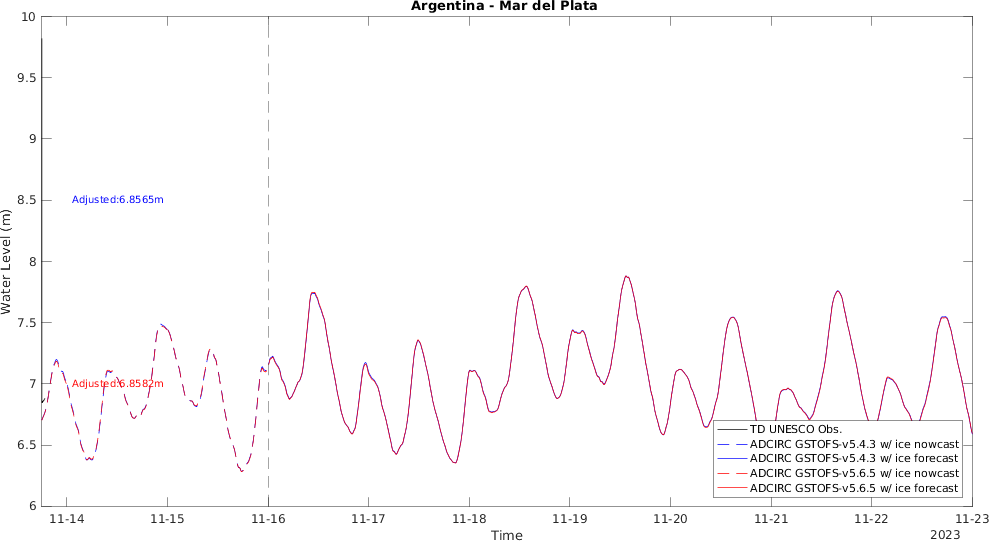 Argentina - Mar del Plata
10
9.5
9
8.5
8
7.5
7
6.5
6
Water Level (m)
Adjusted:6.8565m
Adjusted:6.8582m
TD UNESCO Obs.
ADCIRC GSTOFS-v5.4.3 w/ ice nowcast
ADCIRC GSTOFS-v5.4.3 w/ ice forecast
ADCIRC GSTOFS-v5.6.5 w/ ice nowcast
ADCIRC GSTOFS-v5.6.5 w/ ice forecast
11-14 11-15 11-16 11-17 11-18 11-19 11-20 11-21 11-22 11-23
Time
2023